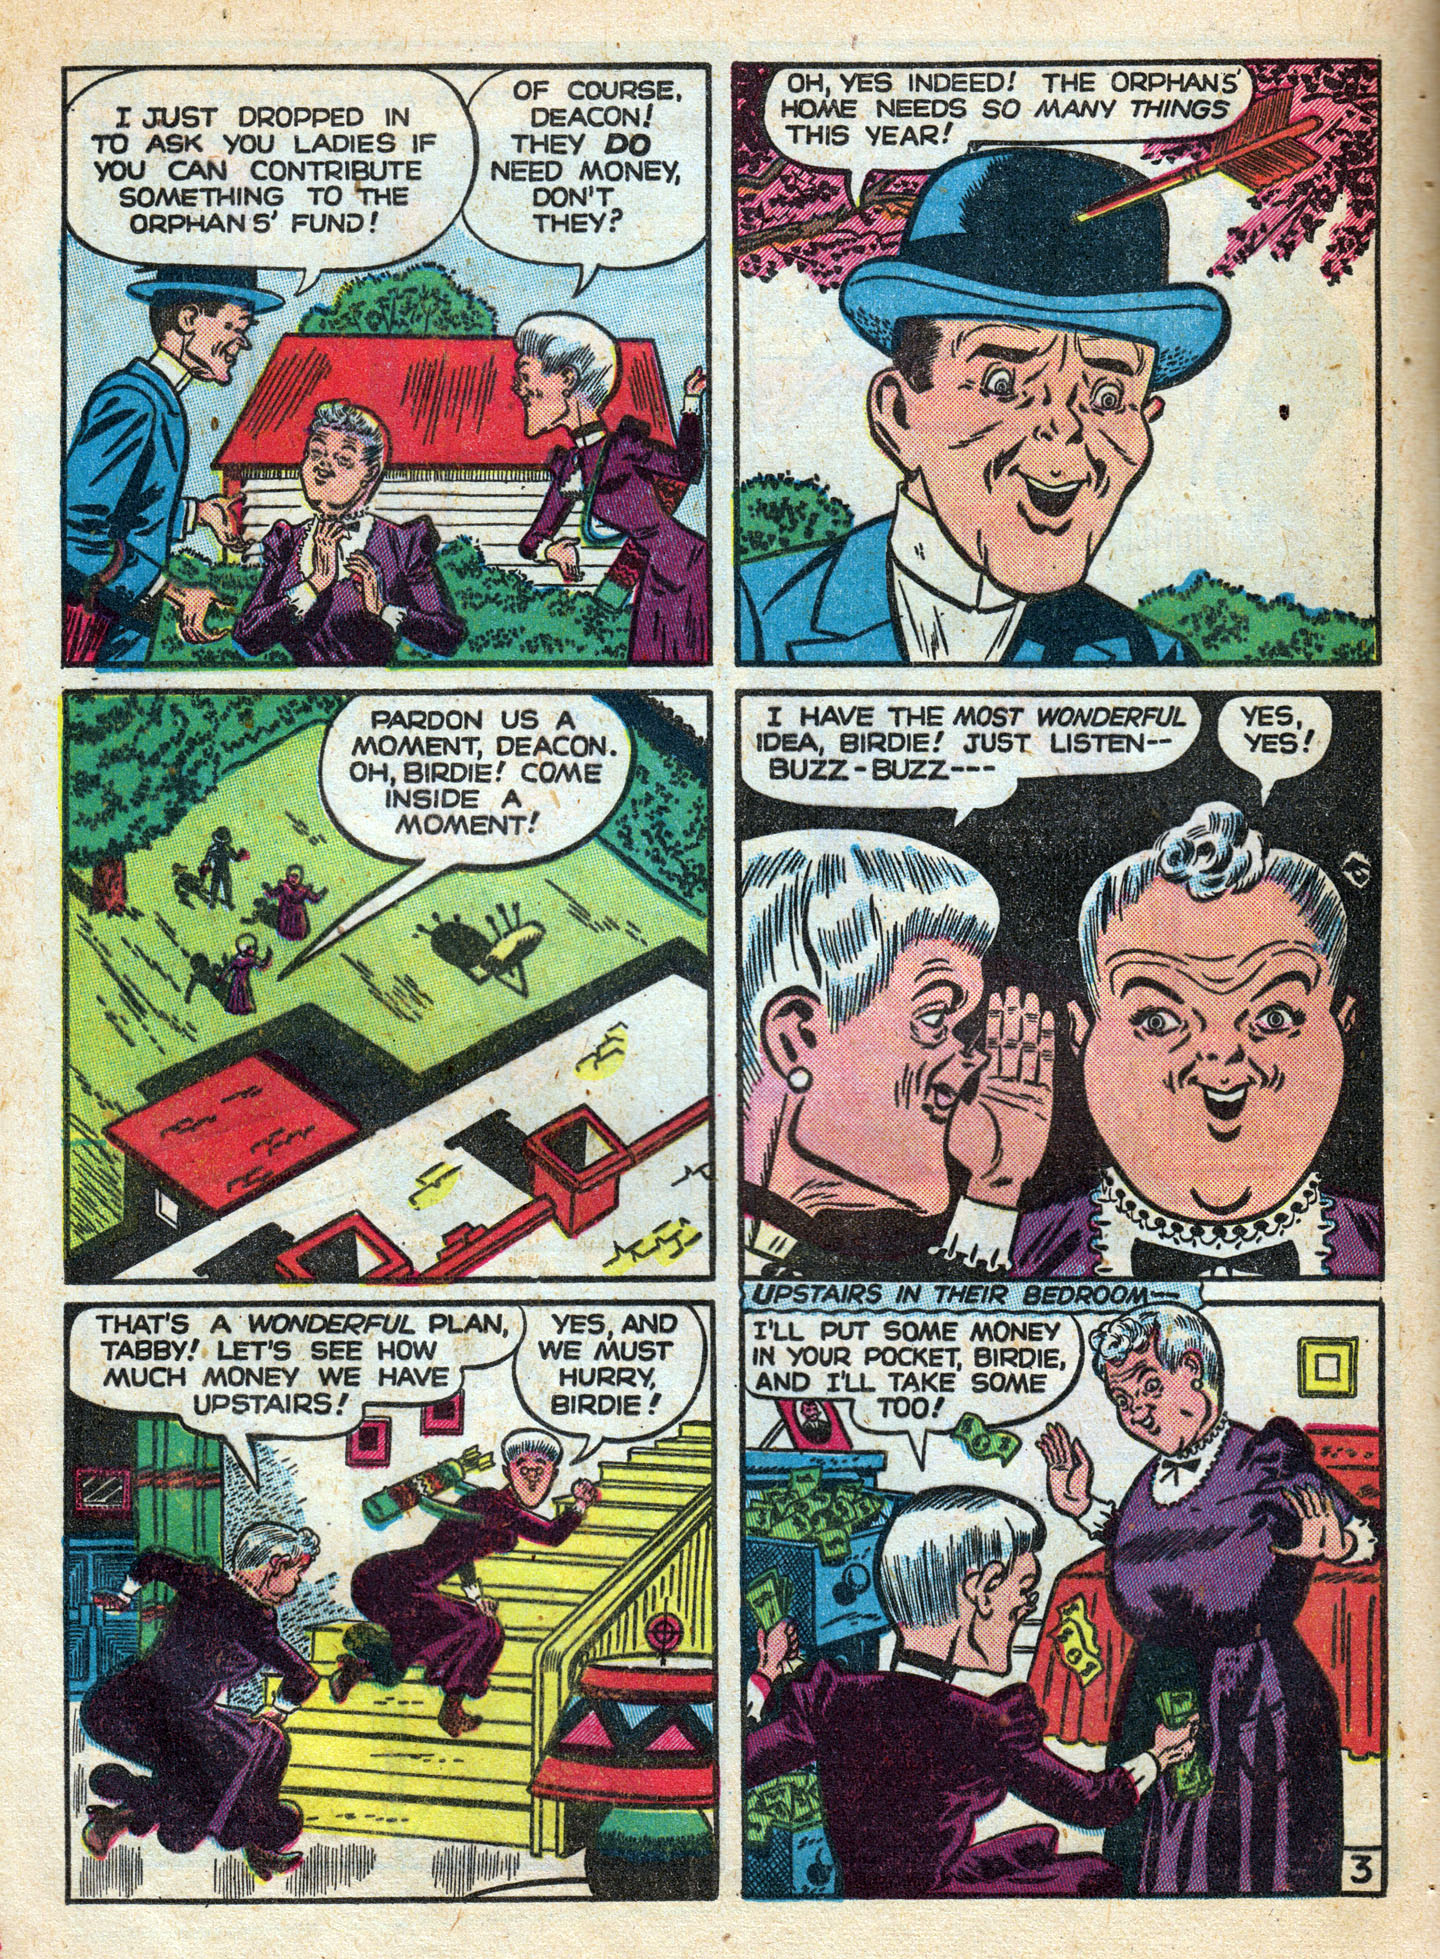 I JUST DROPPED IN
TO ASK YOU LADIES IF
YOU CAN CONTRIBUTE
SOMETHING TO THE
ORPHANS' FUND!
OF COURSE,
DEACON!
THEY DO
NEED MONEY,
DON'T
THEY?
OH, YES INDEED! THE ORPHANS'
HOME NEEDS SO MANY THINGS
THIS YEAR!
PARDON US A
MOMENT, DEACON.
OH, BIRDIE! COME
INSIDE A
MOMENT!
I HAVE THE MOST WONDERFUL
IDEA, BIRDIE! JUST LISTEN--
BUZZ-BUZZ---
YES,
YES!
THAT'S A WONDERFUL PLAN,
TABBY! LET'S SEE HOW
MUCH MONEY WE HAVE
UPSTAIRS!
YES, AND
WE MUST
HURRY,
BIRDIE!
UPSTAIRS IN THEIR BEDROOM--
I'LL PUT SOME MONEY
IN YOUR POCKET, BIRDIE,
AND I'LL TAKE SOME
TOO!
3